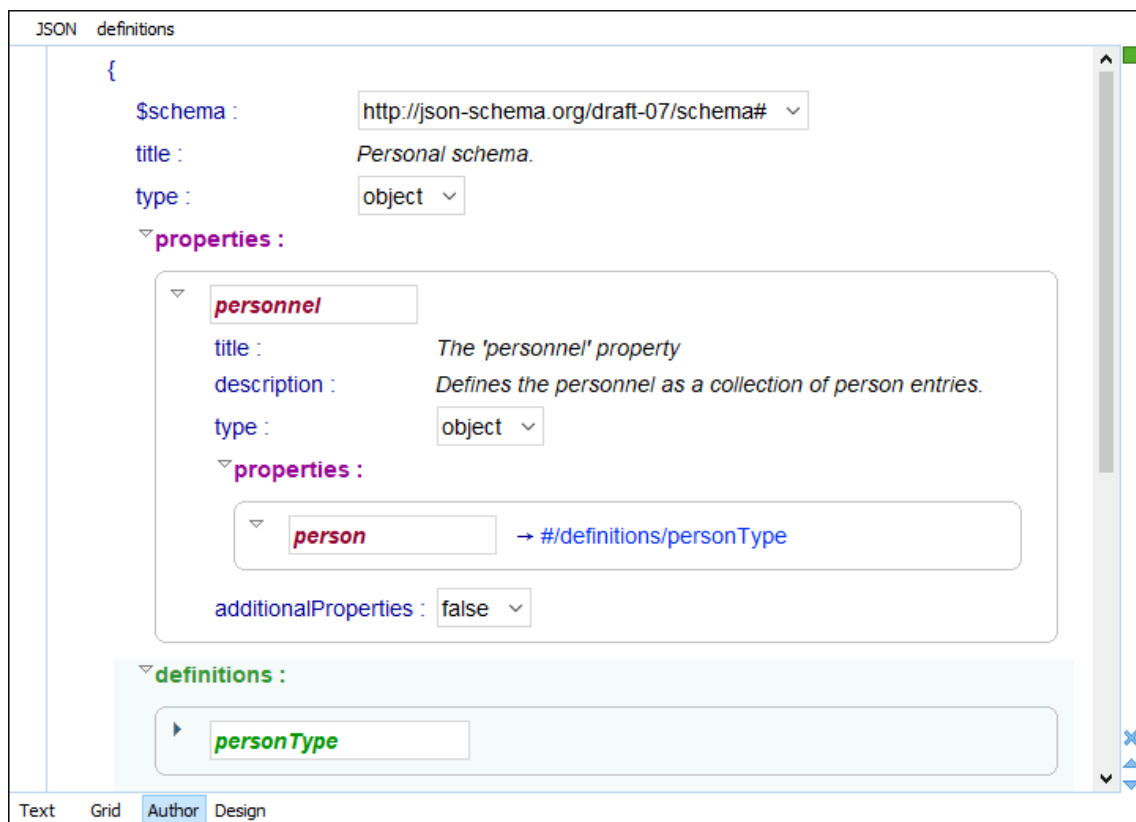 JSON definitions
{
$schema : http://json-schema.org/draft-07/schema#
title : Personal schema.
type : object
properties :
personnel
title : The 'personnel' property
description : Defines the personnel as a collection of person entries.
type : object
properties :
person → #/definitions/personType
additionalProperties : false
definitions :
personType
Text Grid Author Design